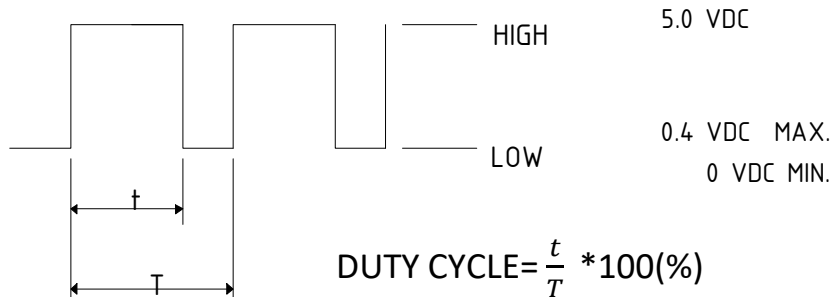 HIGH 5.0 VDC
LOW 0.4 VDC MAX.
0 VDC MIN.
t
T
DUTY CYCLE= t/T *100(%)